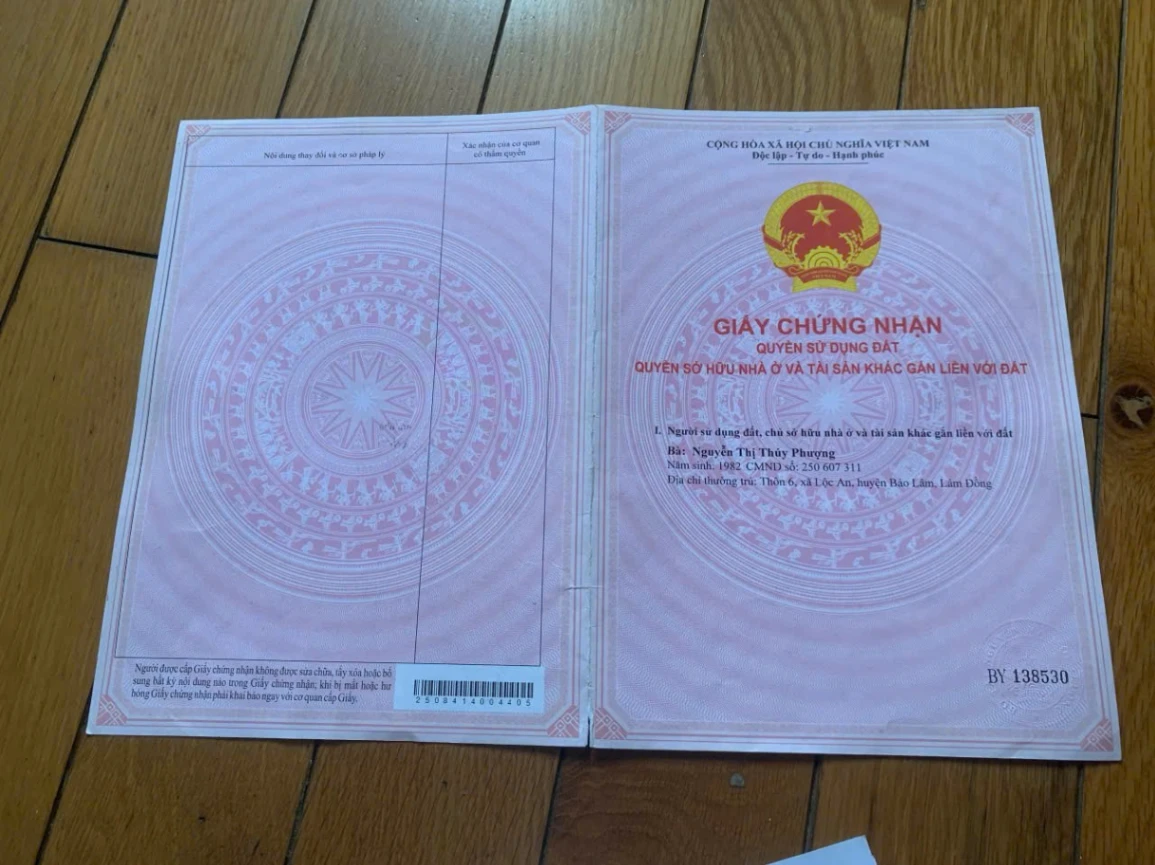 Nội dung thay đổi và cơ sở pháp lý
Xác nhận của cơ quan
có thẩm quyền
Người được cấp Giấy chứng nhận không được sửa chữa, tẩy xóa hoặc bổ
sung bất kỳ nội dung nào trong Giấy chứng nhận; khi bị mất hoặc hư
hỏng Giấy chứng nhận phải khai báo ngay với cơ quan cấp Giấy.
2508414004405
CỘNG HÒA XÃ HỘI CHỦ NGHĨA VIỆT NAM
Độc lập - Tự do - Hạnh phúc
GIẤY CHỨNG NHẬN
QUYỀN SỬ DỤNG ĐẤT
QUYỀN SỞ HỮU NHÀ Ở VÀ TÀI SẢN KHÁC GẮN LIỀN VỚI ĐẤT
I. Người sử dụng đất, chủ sở hữu nhà ở và tài sản khác gắn liền với đất
Bà: Nguyễn Thị Thúy Phượng
Năm sinh: 1982 CMND số: 250 607 311
Địa chỉ thường trú: Thôn 6, xã Lộc An, huyện Bảo Lâm, Lâm Đồng
BY 138530